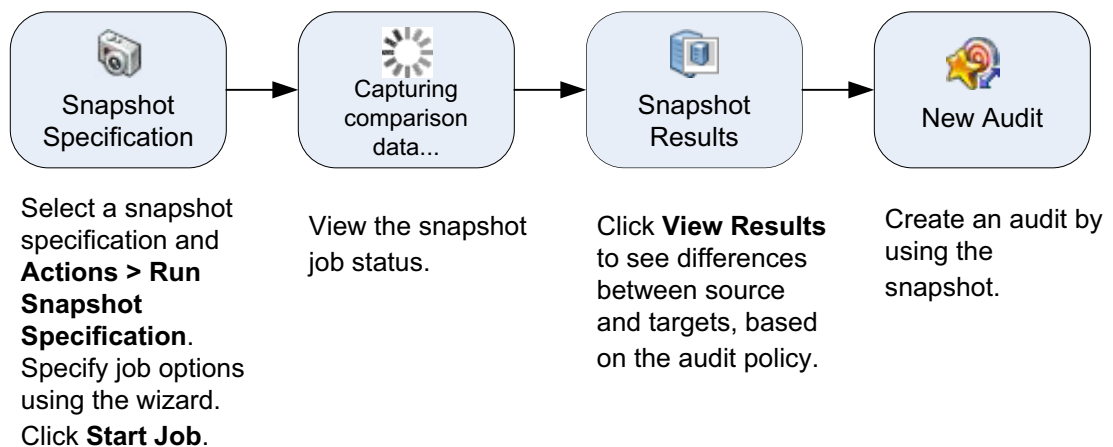 Snapshot
Specification
Capturing
comparison
data...
Snapshot
Results
New Audit
Select a snapshot
specification and
Actions > Run
Snapshot
Specification.
Specify job options
using the wizard.
Click Start Job.
View the snapshot
job status.
Click View Results
to see differences
between source
and targets, based
on the audit policy.
Create an audit by
using the
snapshot.